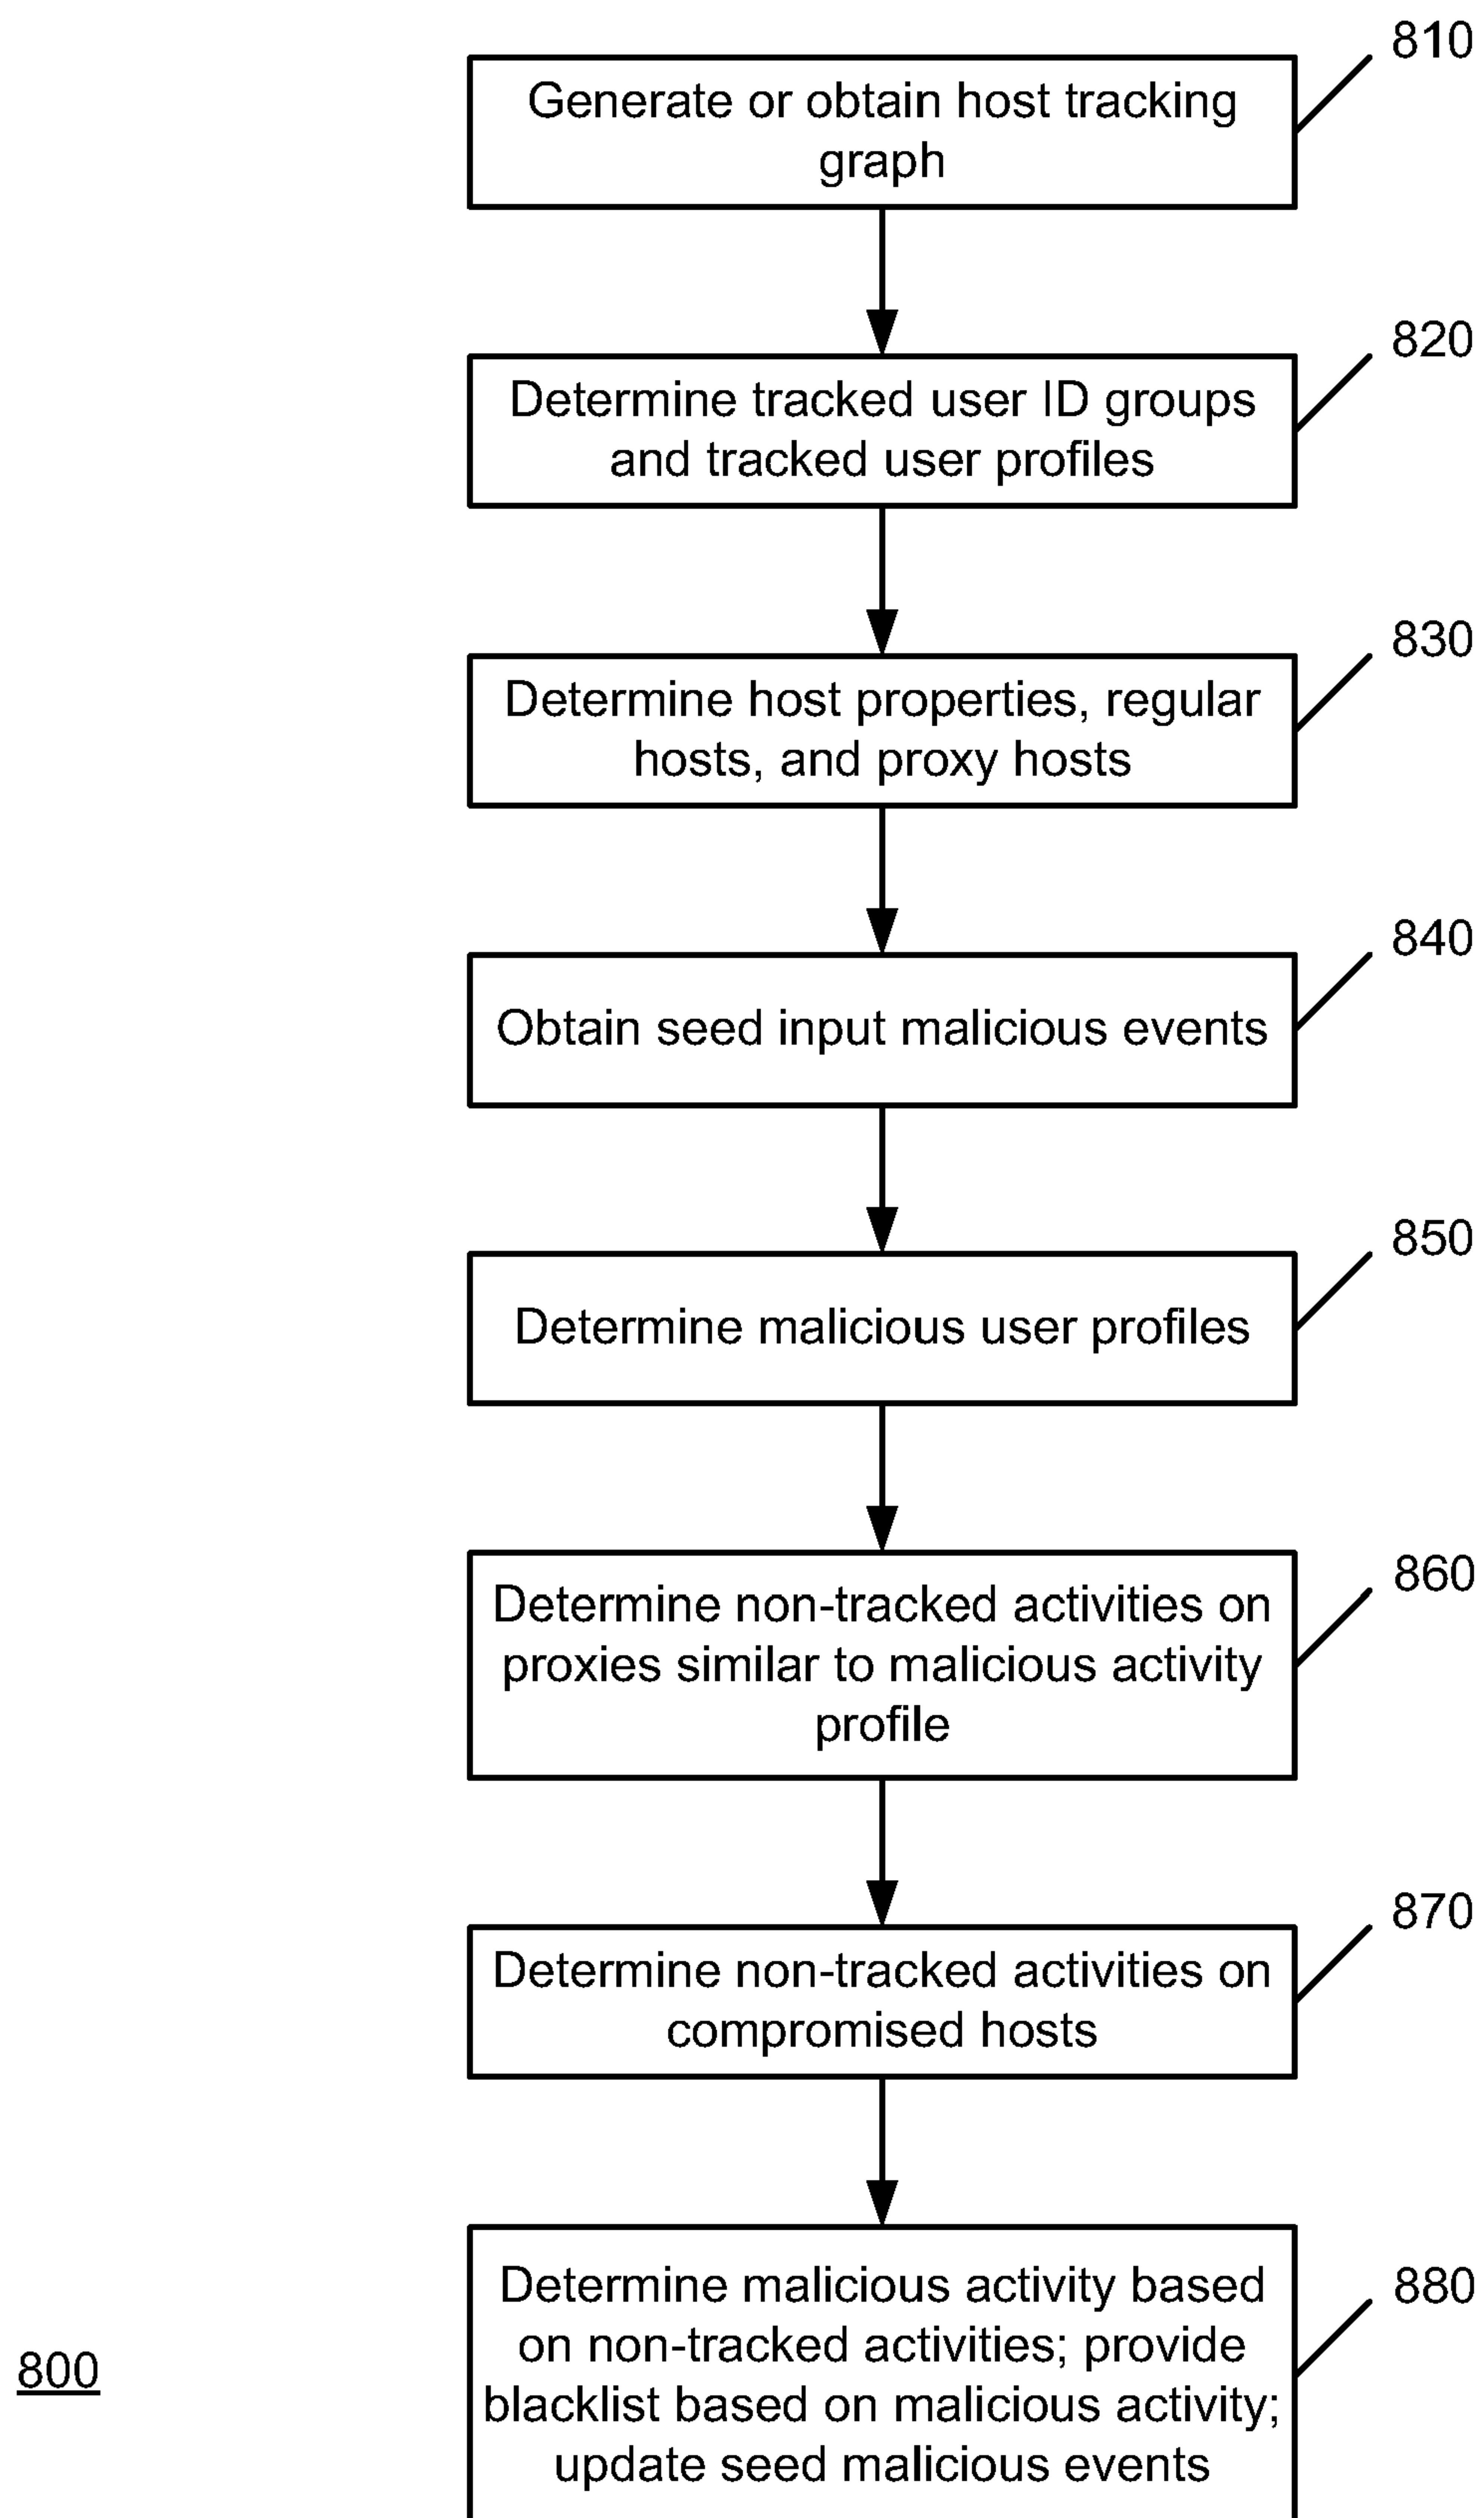 810
Generate or obtain host tracking
graph
820
Determine tracked user ID groups
and tracked user profiles
830
Determine host properties, regular
hosts, and proxy hosts
840
Obtain seed input malicious events
850
Determine malicious user profiles
860
Determine non-tracked activities on
proxies similar to malicious activity
profile
870
Determine non-tracked activities on
compromised hosts
880
Determine malicious activity based
on non-tracked activities; provide
blacklist based on malicious activity;
update seed malicious events
800